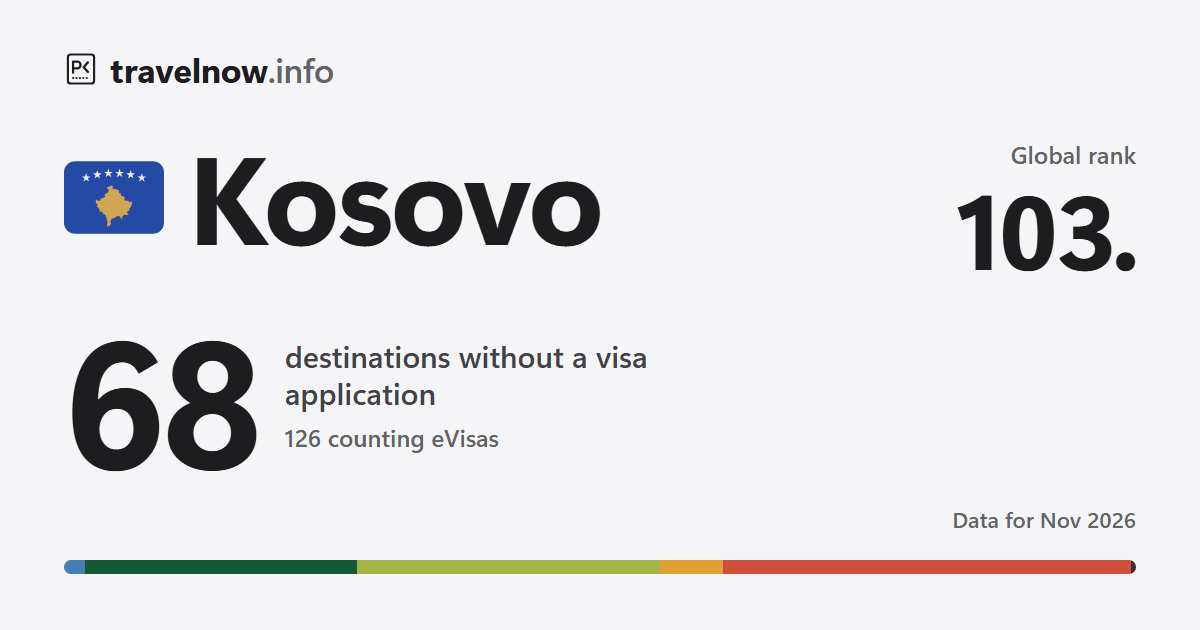 travelnow.info
Kosovo
Global rank
103.
68
destinations without a visa
application
126 counting eVisas
Data for Nov 2026